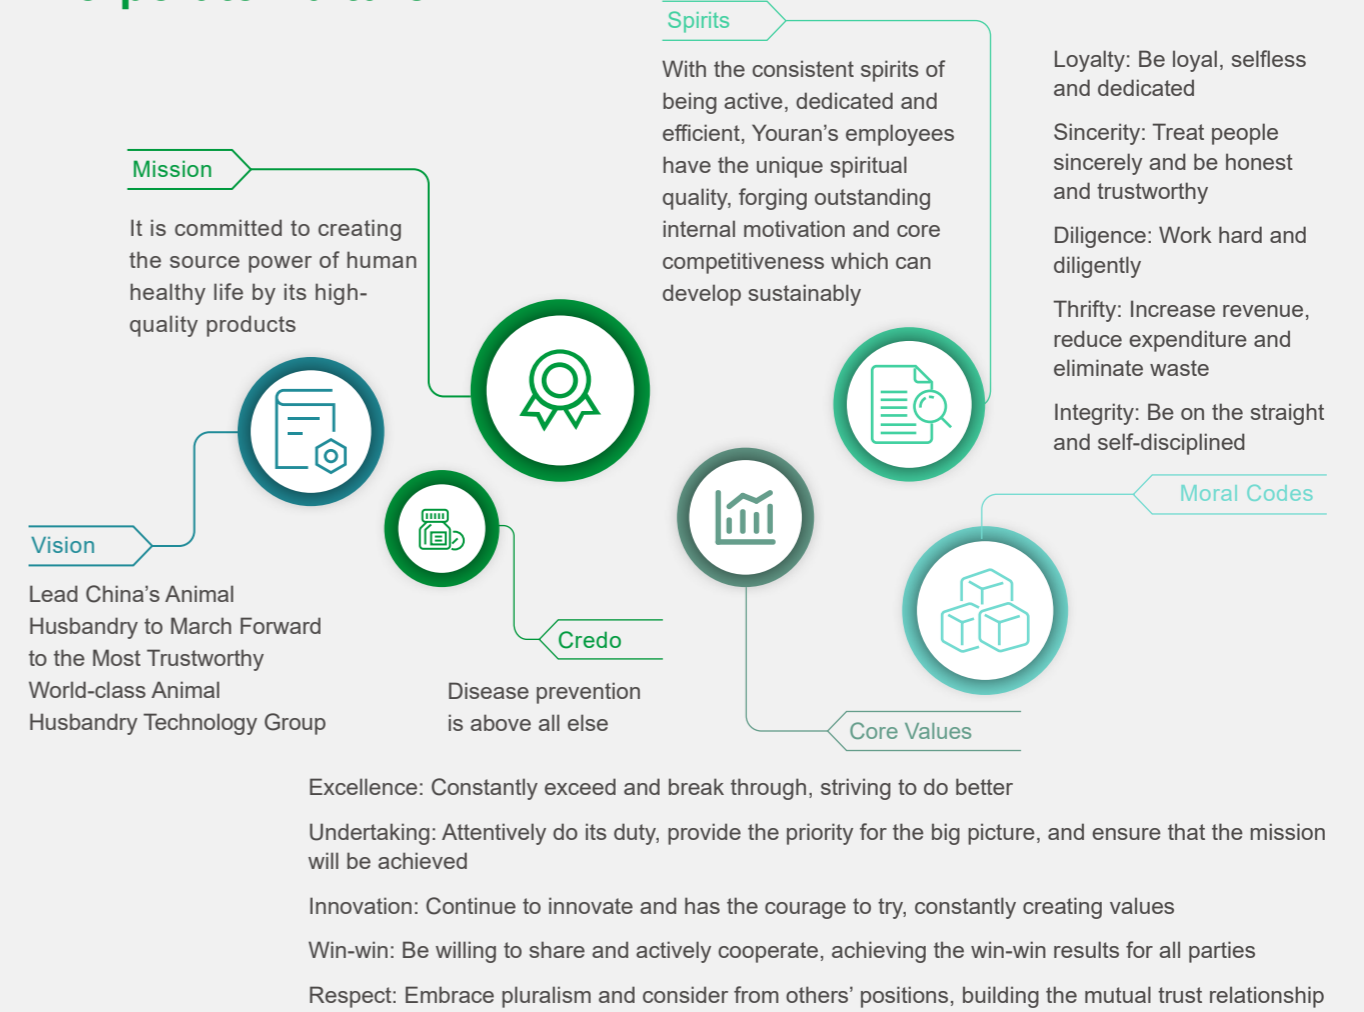 Spirits
With the consistent spirits of
being active, dedicated and
efficient, Youran’s employees
have the unique spiritual
quality, forging outstanding
internal motivation and core
competitiveness which can
develop sustainably
Loyalty: Be loyal, selfless
and dedicated
Sincerity: Treat people
sincerely and be honest
and trustworthy
Diligence: Work hard and
diligently
Thrifty: Increase revenue,
reduce expenditure and
eliminate waste
Integrity: Be on the straight
and self-disciplined
Moral Codes
Mission
It is committed to creating
the source power of human
healthy life by its high-
quality products
Vision
Lead China’s Animal
Husbandry to March Forward
to the Most Trustworthy
World-class Animal
Husbandry Technology Group
Credo
Disease prevention
is above all else
Core Values
Excellence: Constantly exceed and break through, striving to do better
Undertaking: Attentively do its duty, provide the priority for the big picture, and ensure that the mission
will be achieved
Innovation: Continue to innovate and has the courage to try, constantly creating values
Win-win: Be willing to share and actively cooperate, achieving the win-win results for all parties
Respect: Embrace pluralism and consider from others’ positions, building the mutual trust relationship